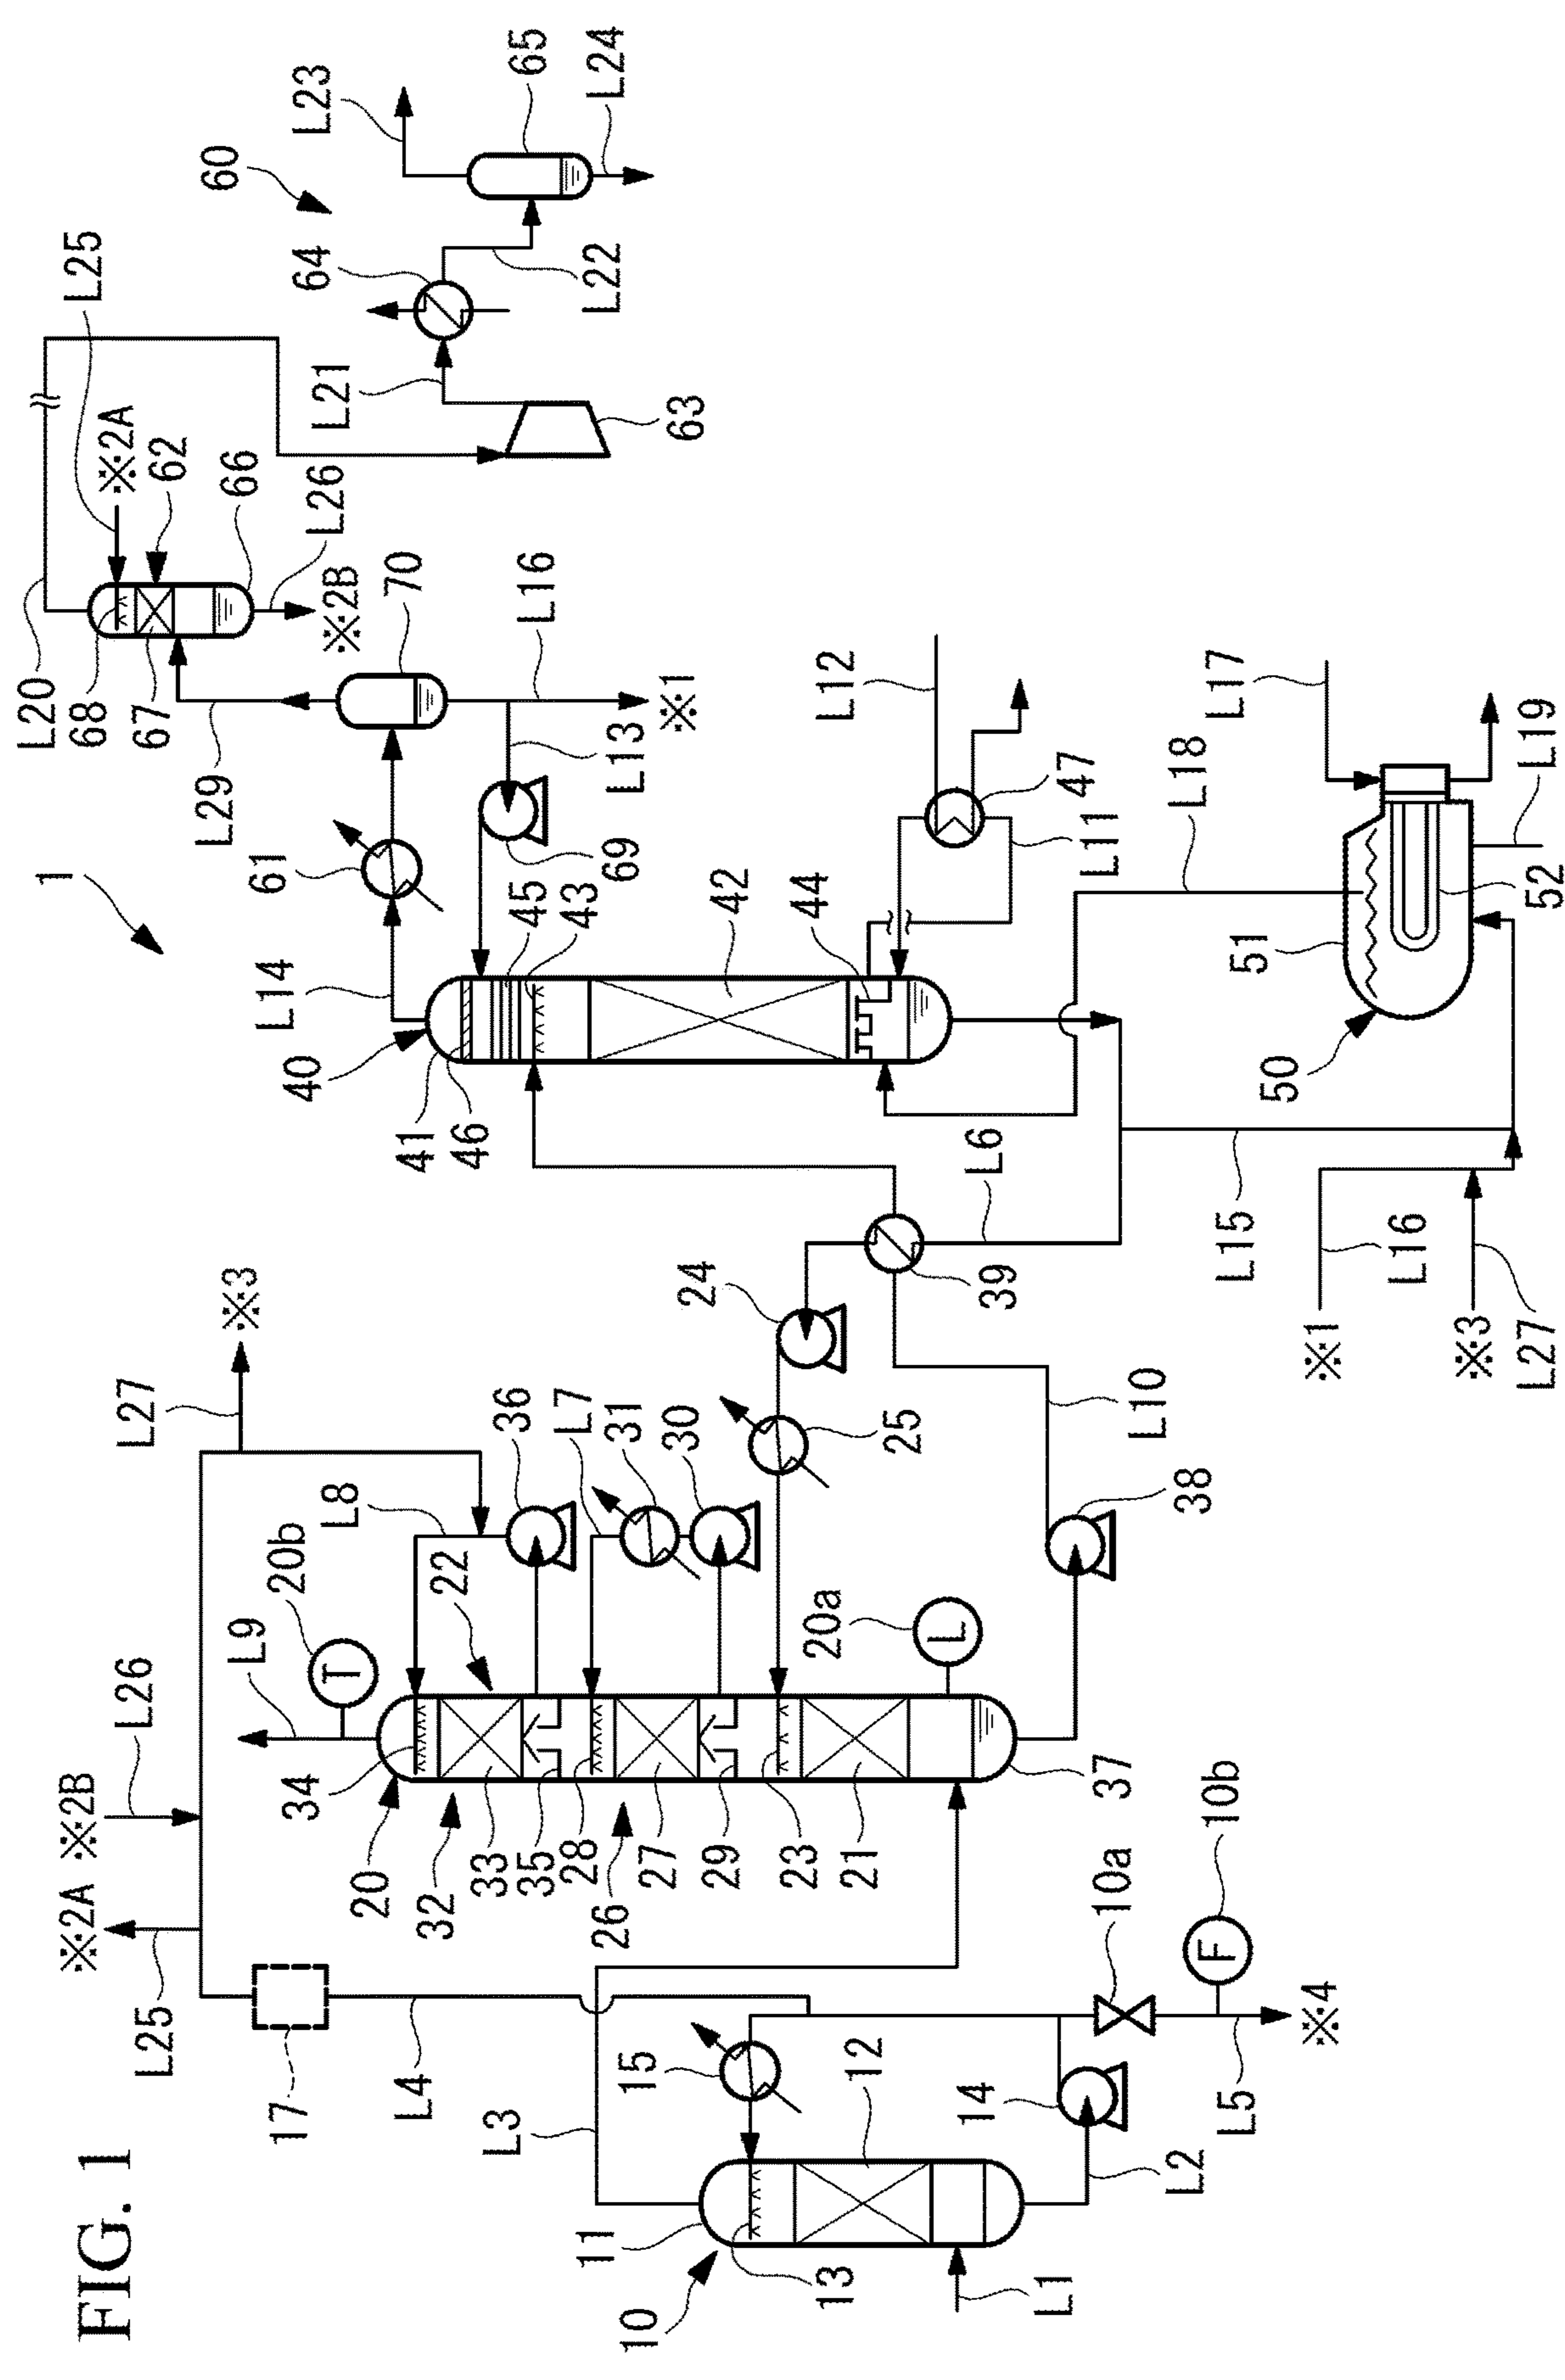 FIG. 1
1
60
L23
65
L24
64
L22
L21
63
L25
※2A
62
66
L26
※2B
L20
68
67
L29
70
L16
※1
L13
69
61
L14
40
41
46
45
43
42
44
L12
47
L11
L18
L17
L19
51
52
50
L6
L15
※1
L16
※3
L27
39
24
25
L10
38
※3
L27
L8
36
L7
31
30
20b
T
L9
22
20a
L
L26
※2B
※2A
L25
34
20
32
33
35
28
26
27
29
23
21
37
17
L4
L3
15
12
14
L2
10a
10b
F
L5
※4
11
10
13
L1